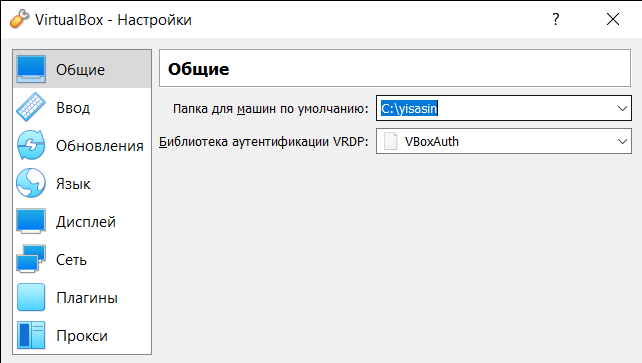 VirtualBox - Настройки
?
Общие
Ввод
Обновления
Язык
Дисплей
Сеть
Плагины
Прокси
Общие
Папка для машин по умолчанию: C:\yisasin
Библиотека аутентификации VRDP: VBoxAuth